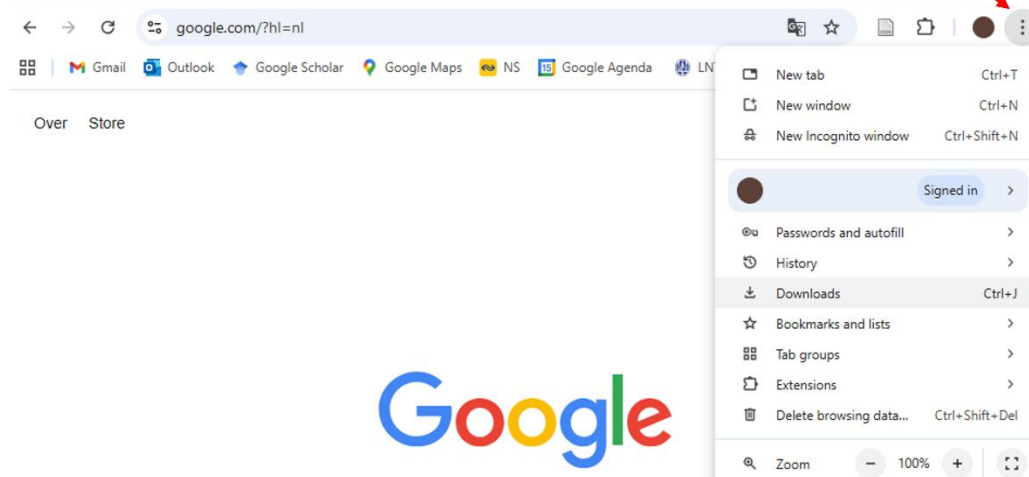 google.com/?hl=nl
Gmail Outlook Google Scholar Google Maps NS 15 Google Agenda LN
Over Store
Google
New tab Ctrl+T
New window Ctrl+N
New Incognito window Ctrl+Shift+N
Signed in
Passwords and autofill
History
Downloads Ctrl+J
Bookmarks and lists
Tab groups
Extensions
Delete browsing data... Ctrl+Shift+Del
Zoom − 100% +